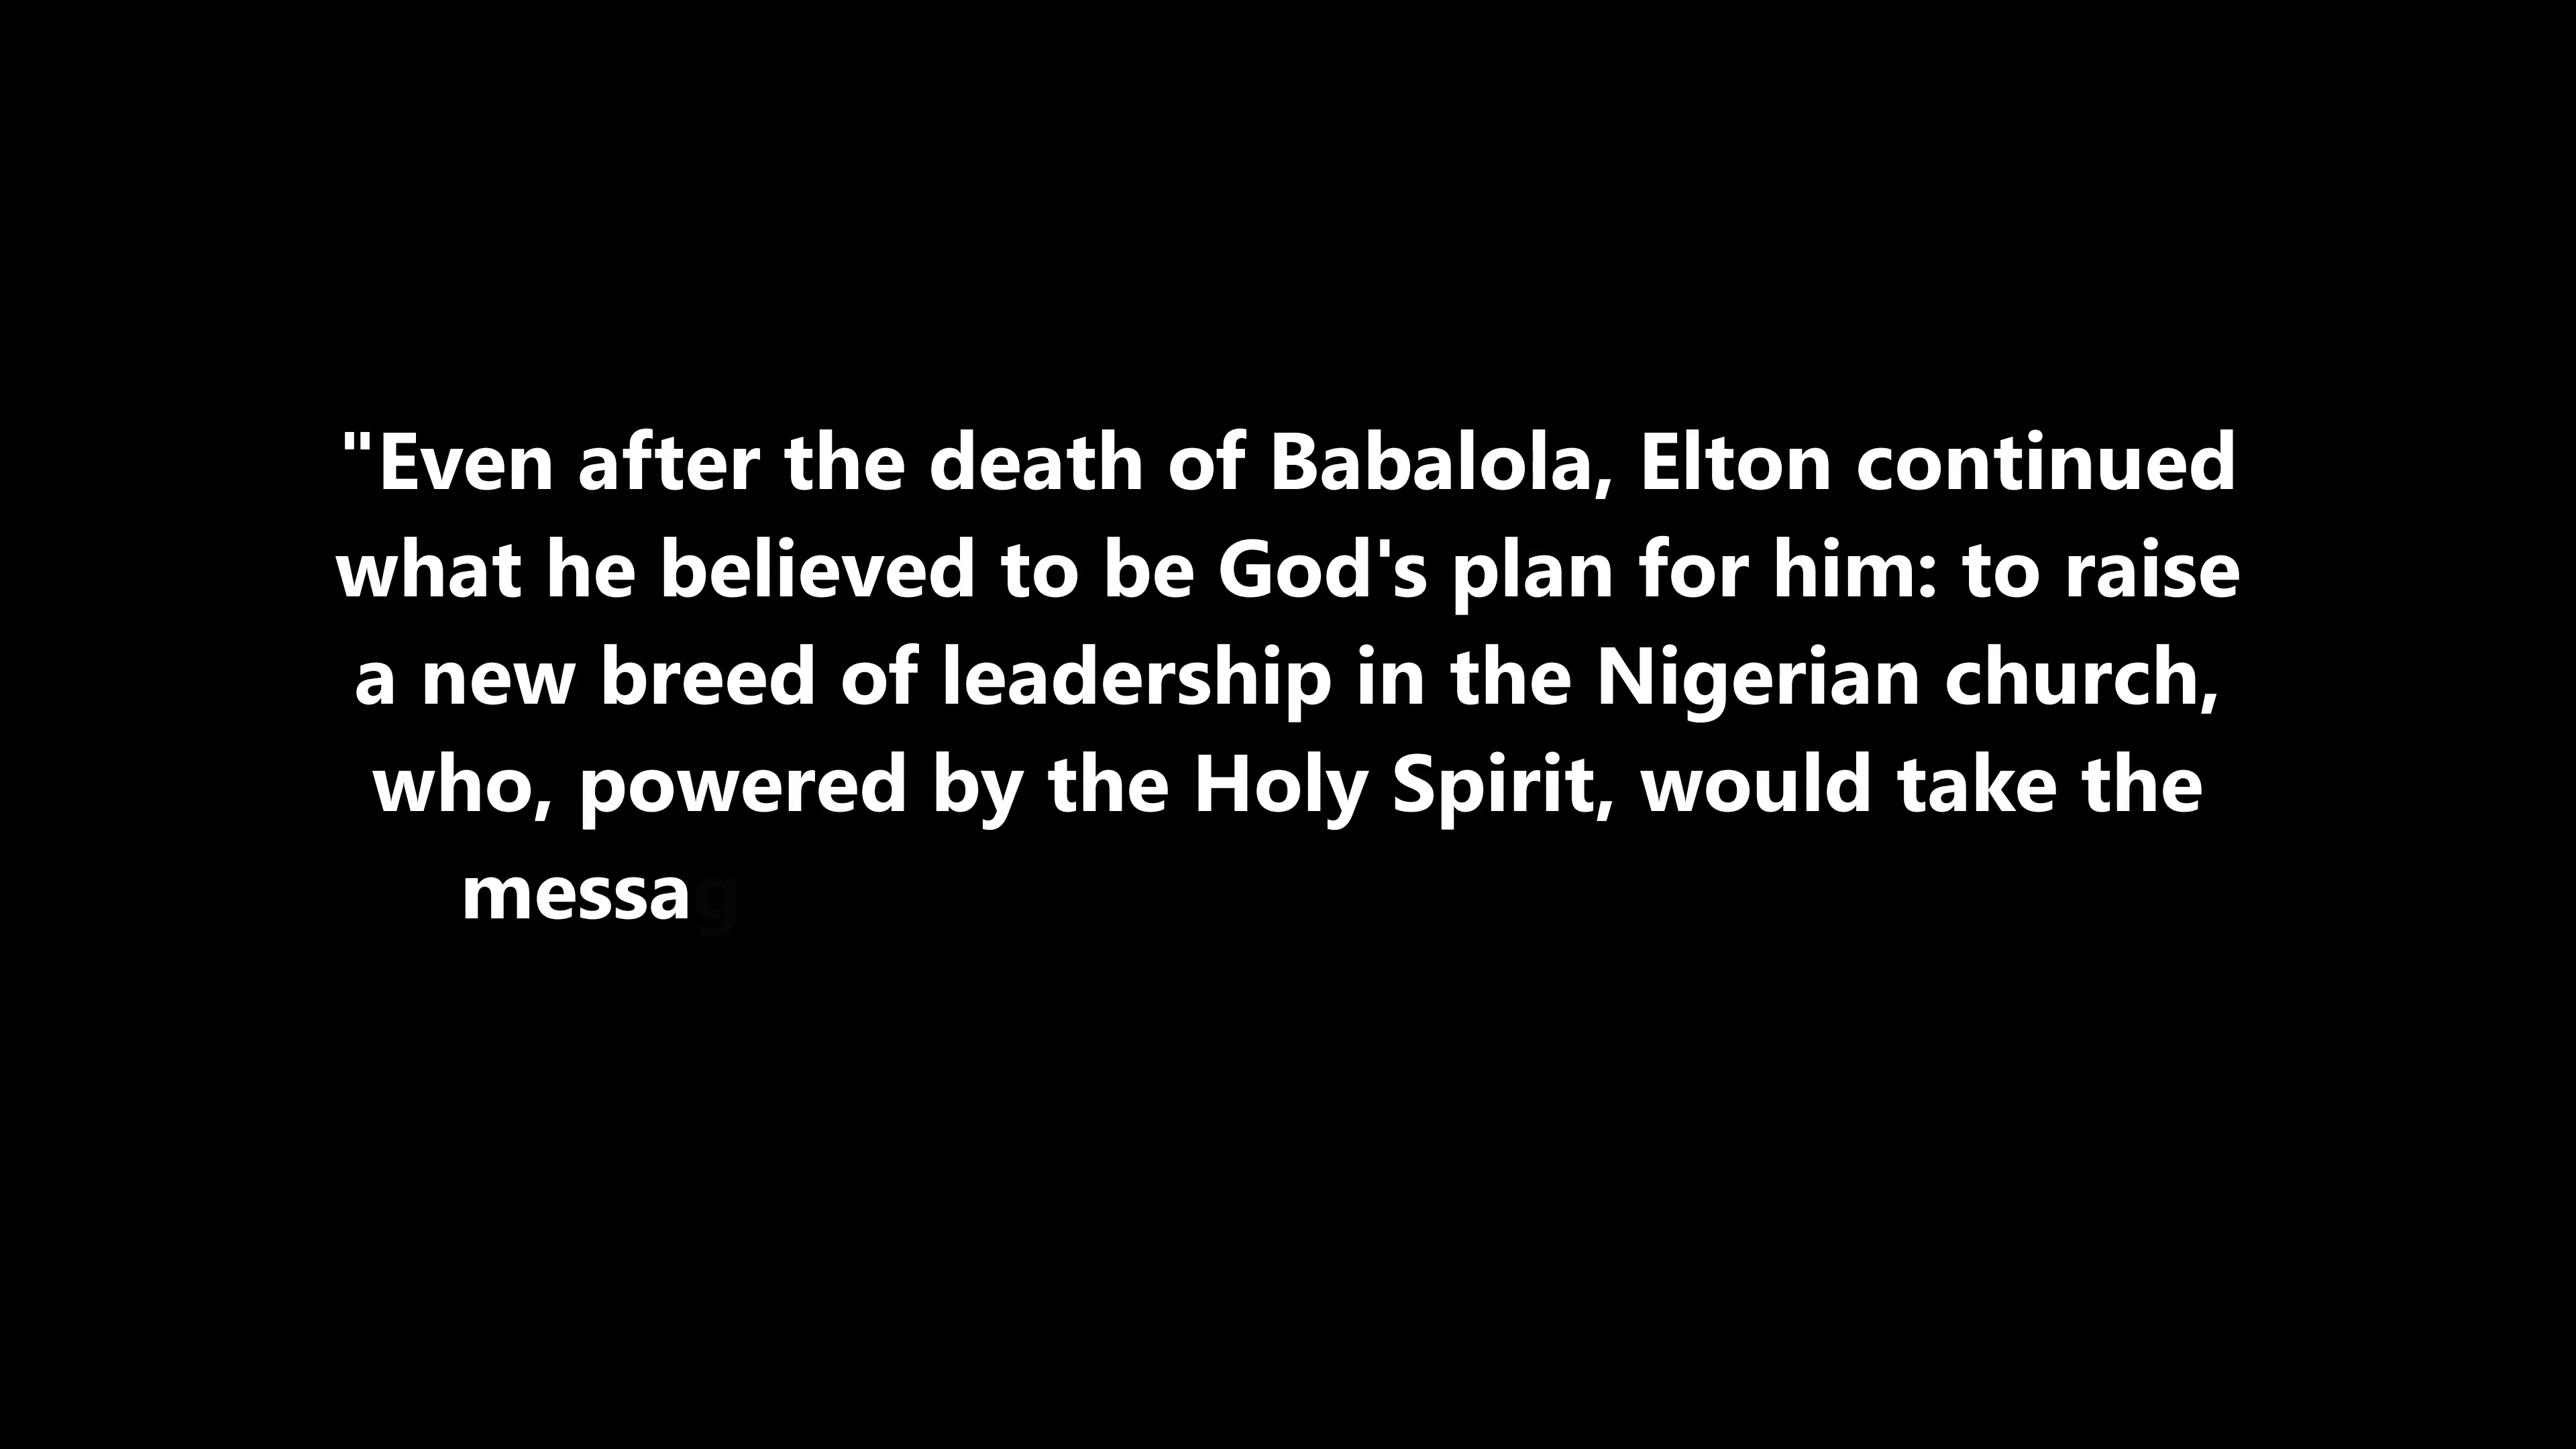 "Even after the death of Babalola, Elton continued
what he believed to be God's plan for him: to raise
a new breed of leadership in the Nigerian church,
who, powered by the Holy Spirit, would take the
messag